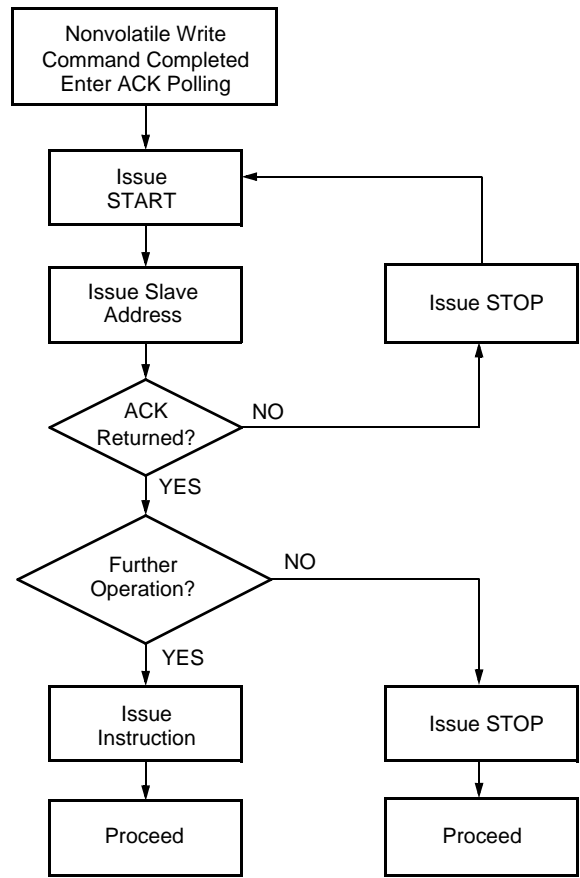 Nonvolatile Write
Command Completed
Enter ACK Polling
Issue
START
Issue Slave
Address
Issue STOP
ACK
Returned?
NO
YES
Further
Operation?
NO
YES
Issue
Instruction
Issue STOP
Proceed
Proceed